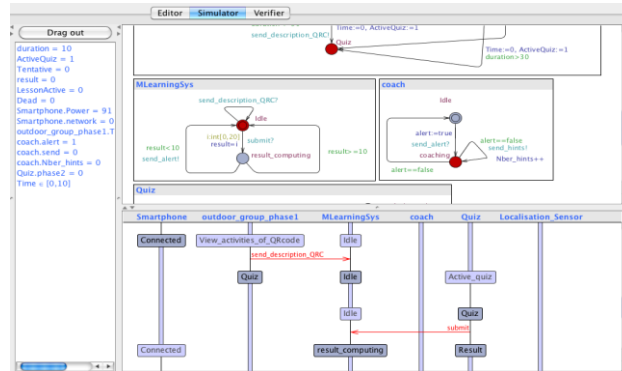 Editor Simulator Verifier
Drag out
duration = 10
ActiveQuiz = 1
Tentative = 0
result = 0
LessonActive = 0
Dead = 0
Smartphone.Power = 91
Smartphone.network = 0
outdoor_group_phase1.T
coach.alert = 1
coach.send = 0
coach.Nber_hints = 0
Quiz.phase2 = 0
Time ∈ [0,10]
Time:=0, ActiveQuiz:=1
send_description_QRC!
Quiz
Time:=0, ActiveQuiz:=1
duration>30
MLearningSys
send_description_QRC?
Idle
i:int[0,20]
result=i
submit?
result<10
send_alert?
result_computing
result>=10
coach
Idle
alert:=true
send_alert?
coaching
alert==false
send_hints!
Nber_hints++
alert==false
Quiz
Smartphone outdoor_group_phase1 MLearningSys coach Quiz Localisation_Sensor
Connected View_activities_of_QRcode Idle
send_description_QRC
Quiz Idle Active_quiz
Idle Quiz
submit
Connected result_computing Result